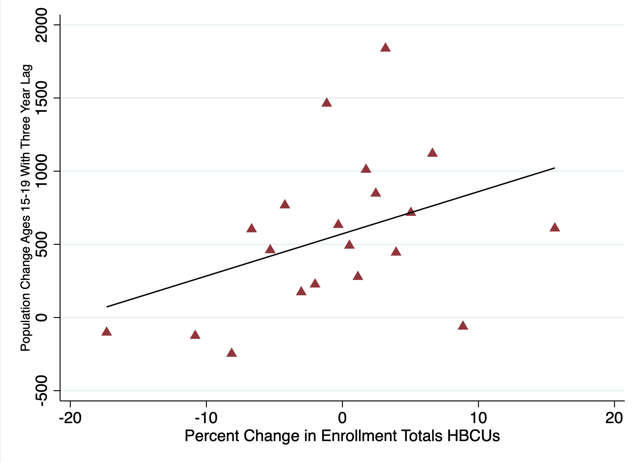 Population Change Ages 15-19 With Three Year Lag
2000
1500
1000
500
0
-500
-20 -10 0 10 20
Percent Change in Enrollment Totals HBCUs